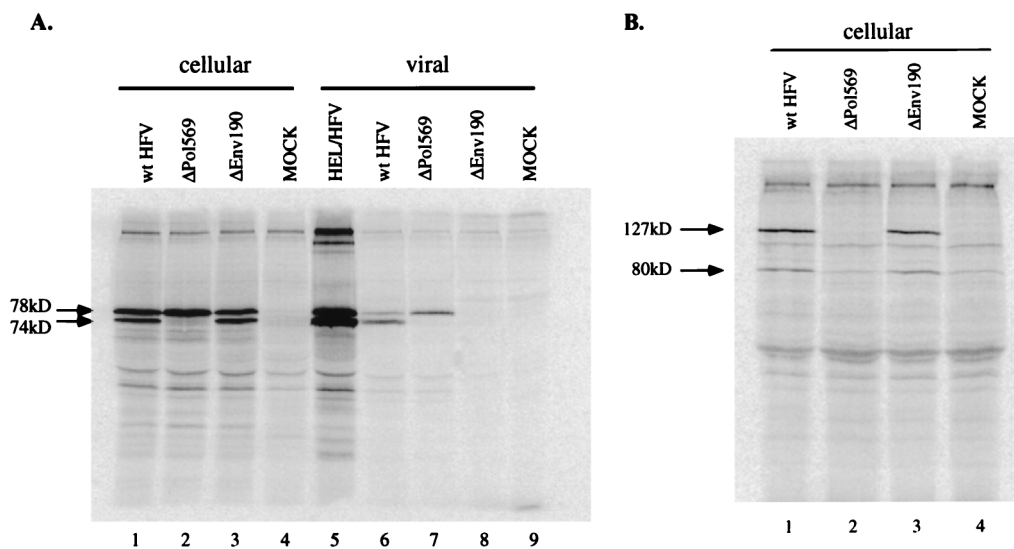 A.
cellular
viral
wt HFV
ΔPol569
ΔEnv190
MOCK
HEL/HFV
wt HFV
ΔPol569
ΔEnv190
MOCK
78kD
74kD
1 2 3 4 5 6 7 8 9
B.
cellular
wt HFV
ΔPol569
ΔEnv190
MOCK
127kD
80kD
1 2 3 4